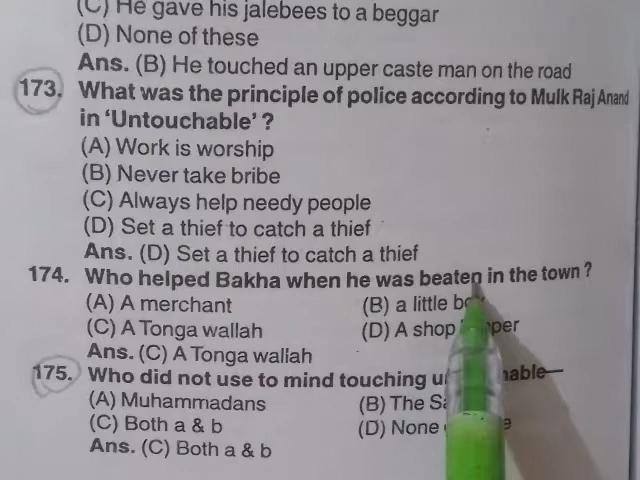 (C) He gave his jalebees to a beggar
(D) None of these
Ans. (B) He touched an upper caste man on the road
173. What was the principle of police according to Mulk Raj Anand
in 'Untouchable' ?
(A) Work is worship
(B) Never take bribe
(C) Always help needy people
(D) Set a thief to catch a thief
Ans. (D) Set a thief to catch a thief
174. Who helped Bakha when he was beaten in the town ?
(A) A merchant (B) a little
(C) A Tonga wallah (D) A shop
Ans. (C) A Tonga wallah
175. Who did not use to mind touching
(A) Muhammadans (B) The
(C) Both a & b (D) None
Ans. (C) Both a & b